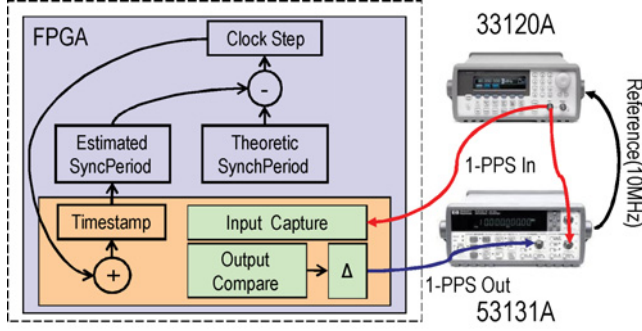 FPGA
Clock Step
33120A
-
Estimated
SyncPeriod
Theoretic
SynchPeriod
Reference(10MHz)
1-PPS In
Timestamp
Input Capture
+
Output
Compare
Δ
1-PPS Out
53131A